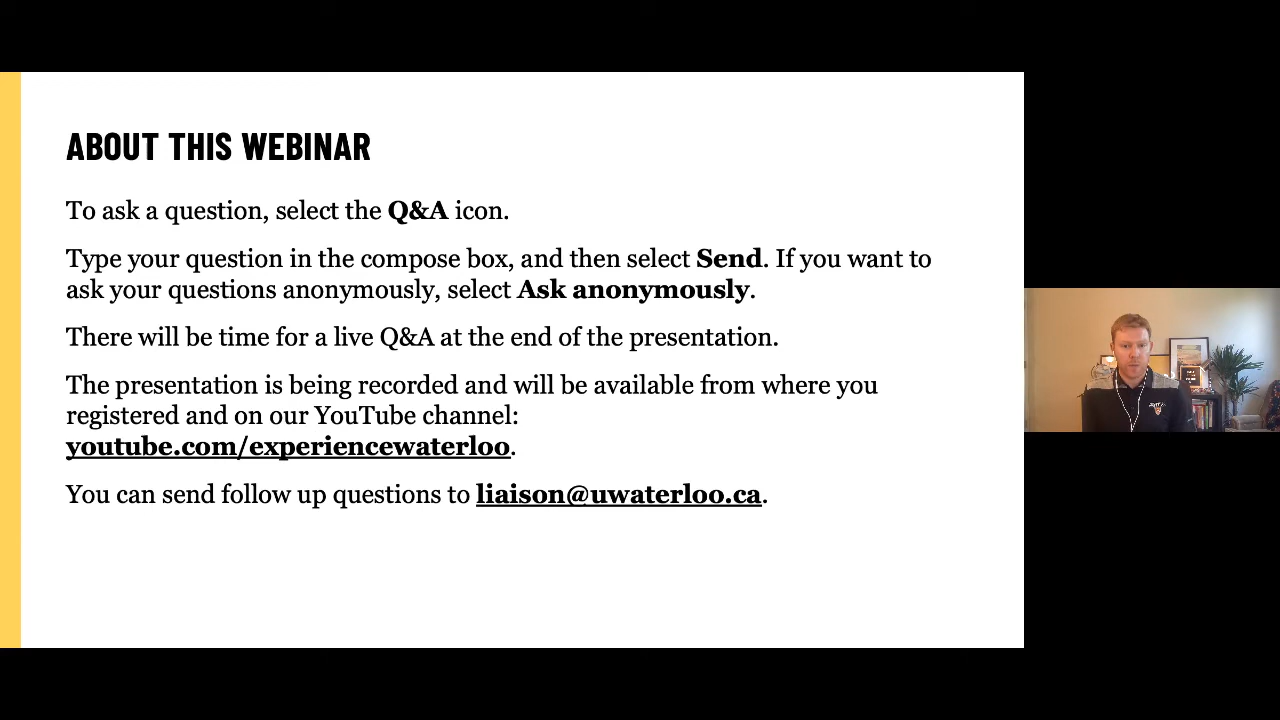 ABOUT THIS WEBINAR
To ask a question, select the Q&A icon.
Type your question in the compose box, and then select Send. If you want to
ask your questions anonymously, select Ask anonymously.
There will be time for a live Q&A at the end of the presentation.
The presentation is being recorded and will be available from where you
registered and on our YouTube channel:
youtube.com/experiencewaterloo.
You can send follow up questions to liaison@uwaterloo.ca.